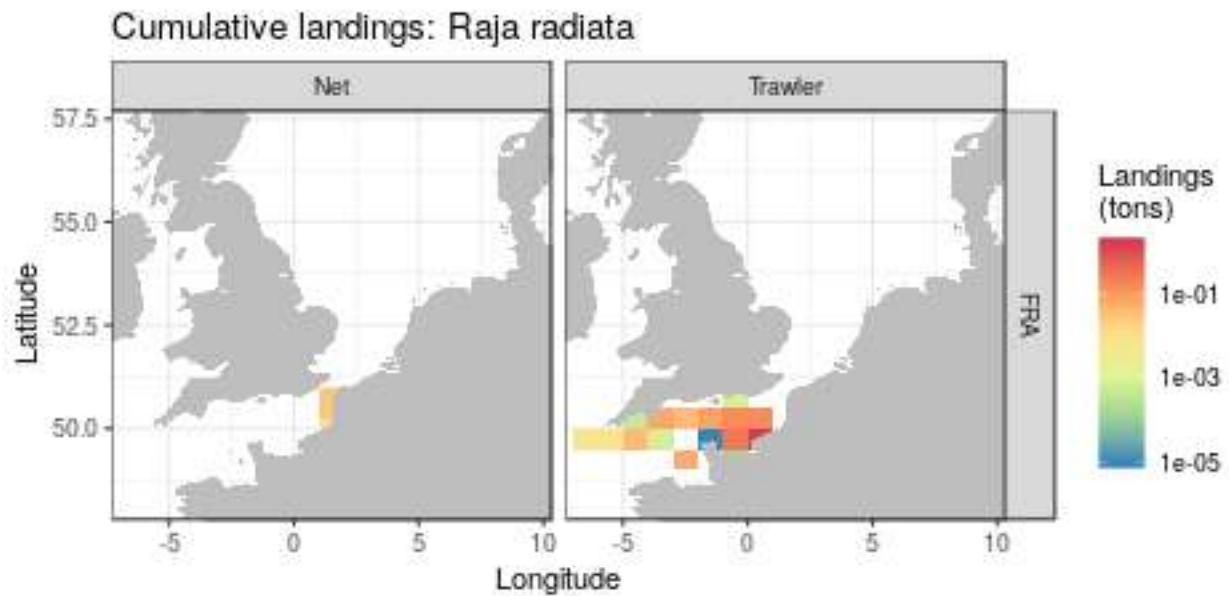 Cumulative landings: Raja radiata
Net
Trawler
57.5
55.0
52.5
50.0
Latitude
-5
0
5
10
-5
0
5
10
Longitude
FRA
Landings
(tons)
1e-01
1e-03
1e-05